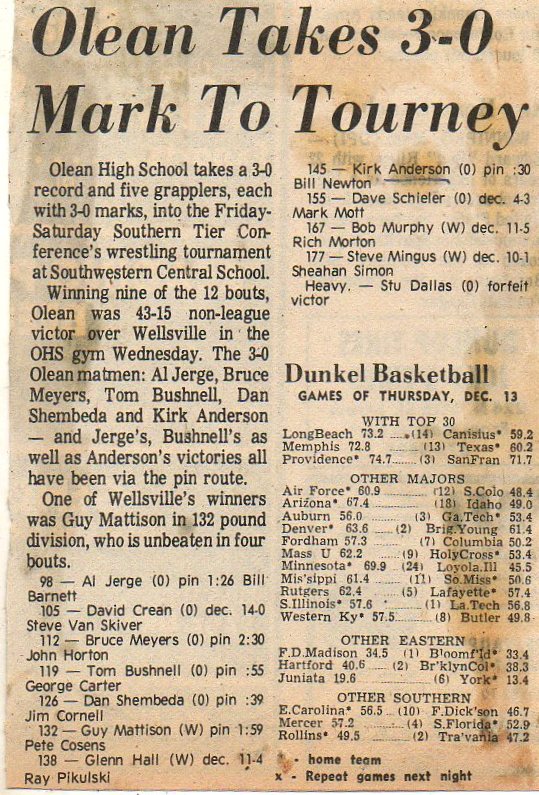 Olean Takes 3-0
Mark To Tourney
Olean High School takes a 3-0
record and five grapplers, each
with 3-0 marks, into the Friday-
Saturday Southern Tier Con-
ference's wrestling tournament
at Southwestern Central School.
Winning nine of the 12 bouts,
Olean was 43-15 non-league
victor over Wellsville in the
OHS gym Wednesday. The 3-0
Olean matmen: Al Jerge, Bruce
Meyers, Tom Bushnell, Dan
Shembeda and Kirk Anderson
— and Jerge's, Bushnell's as
well as Anderson's victories all
have been via the pin route.
One of Wellsville's winners
was Guy Mattison in 132 pound
division, who is unbeaten in four
bouts.
98 — Al Jerge (O) pin 1:26 Bill
Barnett
105 — David Crean (O) dec. 14-0
Steve Van Skiver
112 — Bruce Meyers (O) pin 2:30
John Horton
119 — Tom Bushnell (O) pin :55
George Carter
126 — Dan Shembeda (O) pin :39
Jim Cornell
132 — Guy Mattison (W) pin 1:59
Pete Cosens
138 — Glenn Hall (W) dec. 11-4
Ray Pikulski
145 — Kirk Anderson (O) pin :30
Bill Newton
155 — Dave Schieler (O) dec. 4-3
Mark Mott
167 — Bob Murphy (W) dec. 11-5
Rich Morton
177 — Steve Mingus (W) dec. 10-1
Sheahan Simon
Heavy. — Stu Dallas (O) forfeit
victor
Dunkel Basketball
GAMES OF THURSDAY, DEC. 13
WITH TOP 30
LongBeach 73.2 ....(14) Canisius* 59.2
Memphis 72.8 ........ (13) Texas* 60.2
Providence* 74.7 ...... (3) SanFran 71.7
OTHER MAJORS
Air Force* 60.9 ........ (12) S.Colo 48.4
Arizona* 67.4 .......... (18) Idaho 49.0
Auburn 56.0 ........ (3) Ga.Tech* 53.4
Denver* 63.6 .... (2) Brig.Young 61.4
Fordham 57.3 ...... (7) Columbia 50.2
Mass U 62.2 ...... (9) HolyCross* 53.4
Minnesota* 69.9 (24) Loyola.Ill 45.5
Mis'sippi 61.4 ...... (11) So.Miss* 50.6
Rutgers 62.4 ...... (5) Lafayette* 57.4
S.Illinois* 57.6 ........ (1) La.Tech 56.8
Western Ky* 57.5 ........ (8) Butler 49.8
OTHER EASTERN
F.D.Madison 34.5 (1) Bloomf'ld* 33.4
Hartford 40.6 .... (2) Br'klynCol* 38.3
Juniata 19.6 .......... (6) York* 13.4
OTHER SOUTHERN
E.Carolina* 56.5 .. (10) F.Dick'son 46.7
Mercer 57.2 ........ (4) S.Florida* 52.9
Rollins* 49.5 ........ (2) Tra'vania 47.2
* - home team
x - Repeat games next night